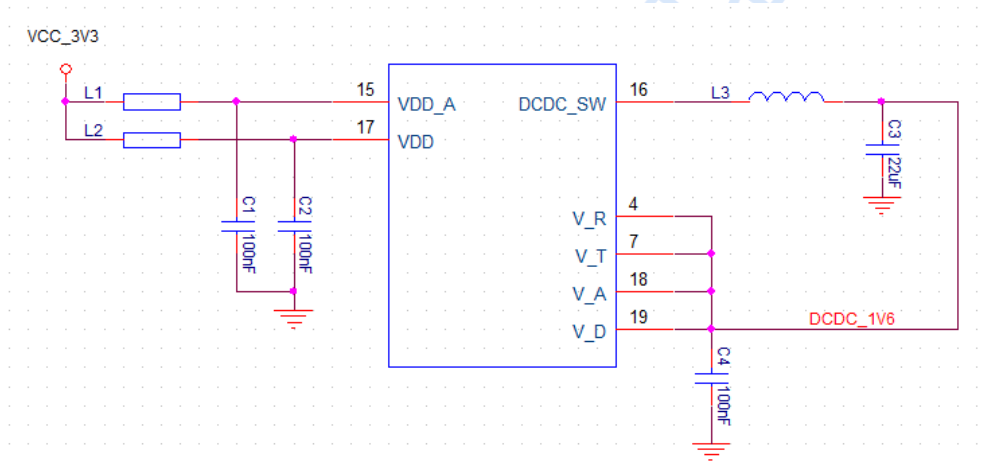 VCC_3V3
L1
L2
15
VDD_A
17
VDD
C1
100nF
C2
100nF
DCDC_SW
16
L3
C3
22uF
V_R
4
V_T
7
V_A
18
V_D
19
DCDC_1V6
C4
100nF